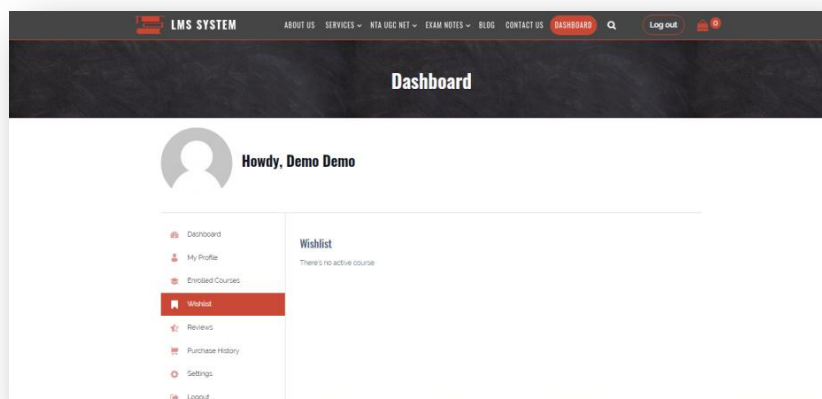 LMS SYSTEM
ABOUT US SERVICES NTA UGC NET EXAM NOTES BLOG CONTACT US DASHBOARD Log out 0
Dashboard
Howdy, Demo Demo
Dashboard
My Profile
Enrolled Courses
Wishlist
Reviews
Purchase History
Settings
Logout
Wishlist
There's no active course